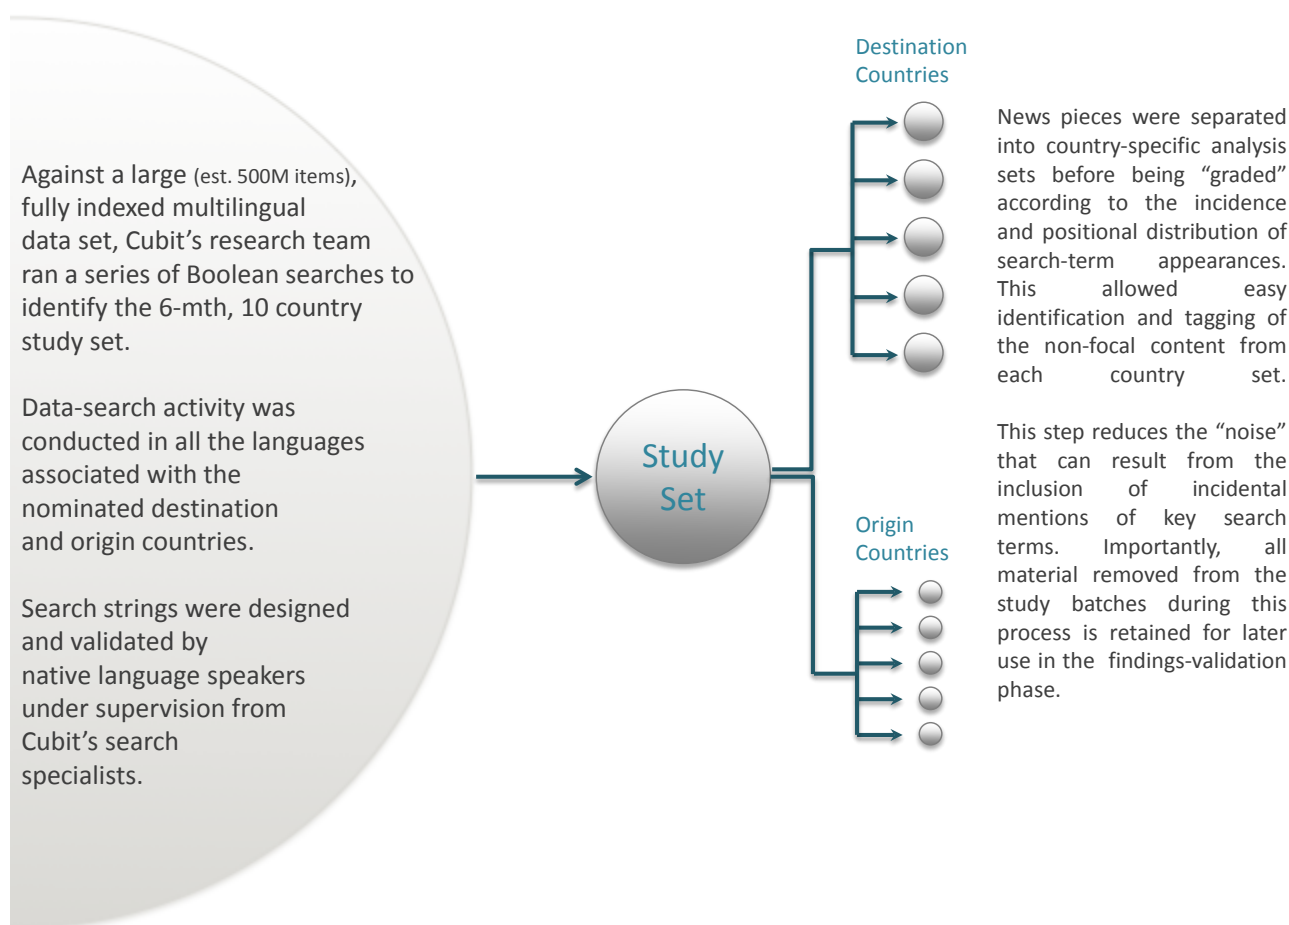 Against a large (est. 500M items),
fully indexed multilingual
data set, Cubit’s research team
ran a series of Boolean searches to
identify the 6-mth, 10 country
study set.
Data-search activity was
conducted in all the languages
associated with the
nominated destination
and origin countries.
Search strings were designed
and validated by
native language speakers
under supervision from
Cubit’s search
specialists.
Study
Set
Destination
Countries
Origin
Countries
News pieces were separated
into country-specific analysis
sets before being “graded”
according to the incidence
and positional distribution of
search-term appearances.
This allowed easy
identification and tagging of
the non-focal content from
each country set.
This step reduces the “noise”
that can result from the
inclusion of incidental
mentions of key search
terms. Importantly, all
material removed from the
study batches during this
process is retained for later
use in the findings-validation
phase.